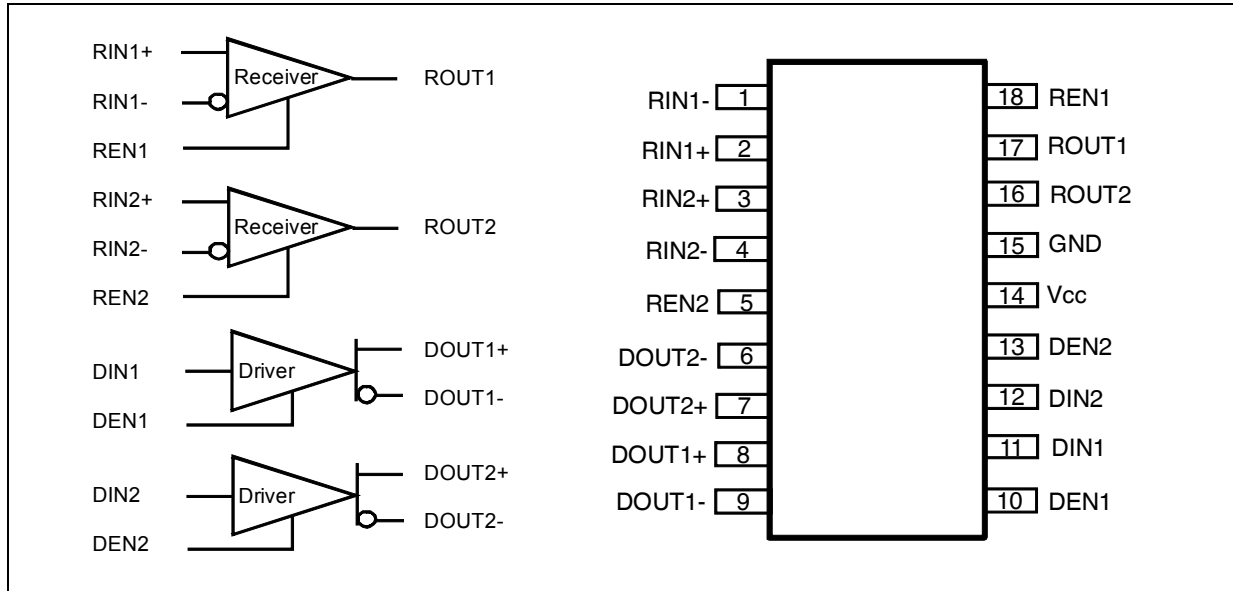 RIN1+
Receiver
ROUT1
RIN1-
REN1
RIN2+
Receiver
ROUT2
RIN2-
REN2
DIN1
Driver
DOUT1+
DOUT1-
DEN1
DIN2
Driver
DOUT2+
DOUT2-
DEN2
RIN1- 1
RIN1+ 2
RIN2+ 3
RIN2- 4
REN2 5
DOUT2- 6
DOUT2+ 7
DOUT1+ 8
DOUT1- 9
18 REN1
17 ROUT1
16 ROUT2
15 GND
14 Vcc
13 DEN2
12 DIN2
11 DIN1
10 DEN1